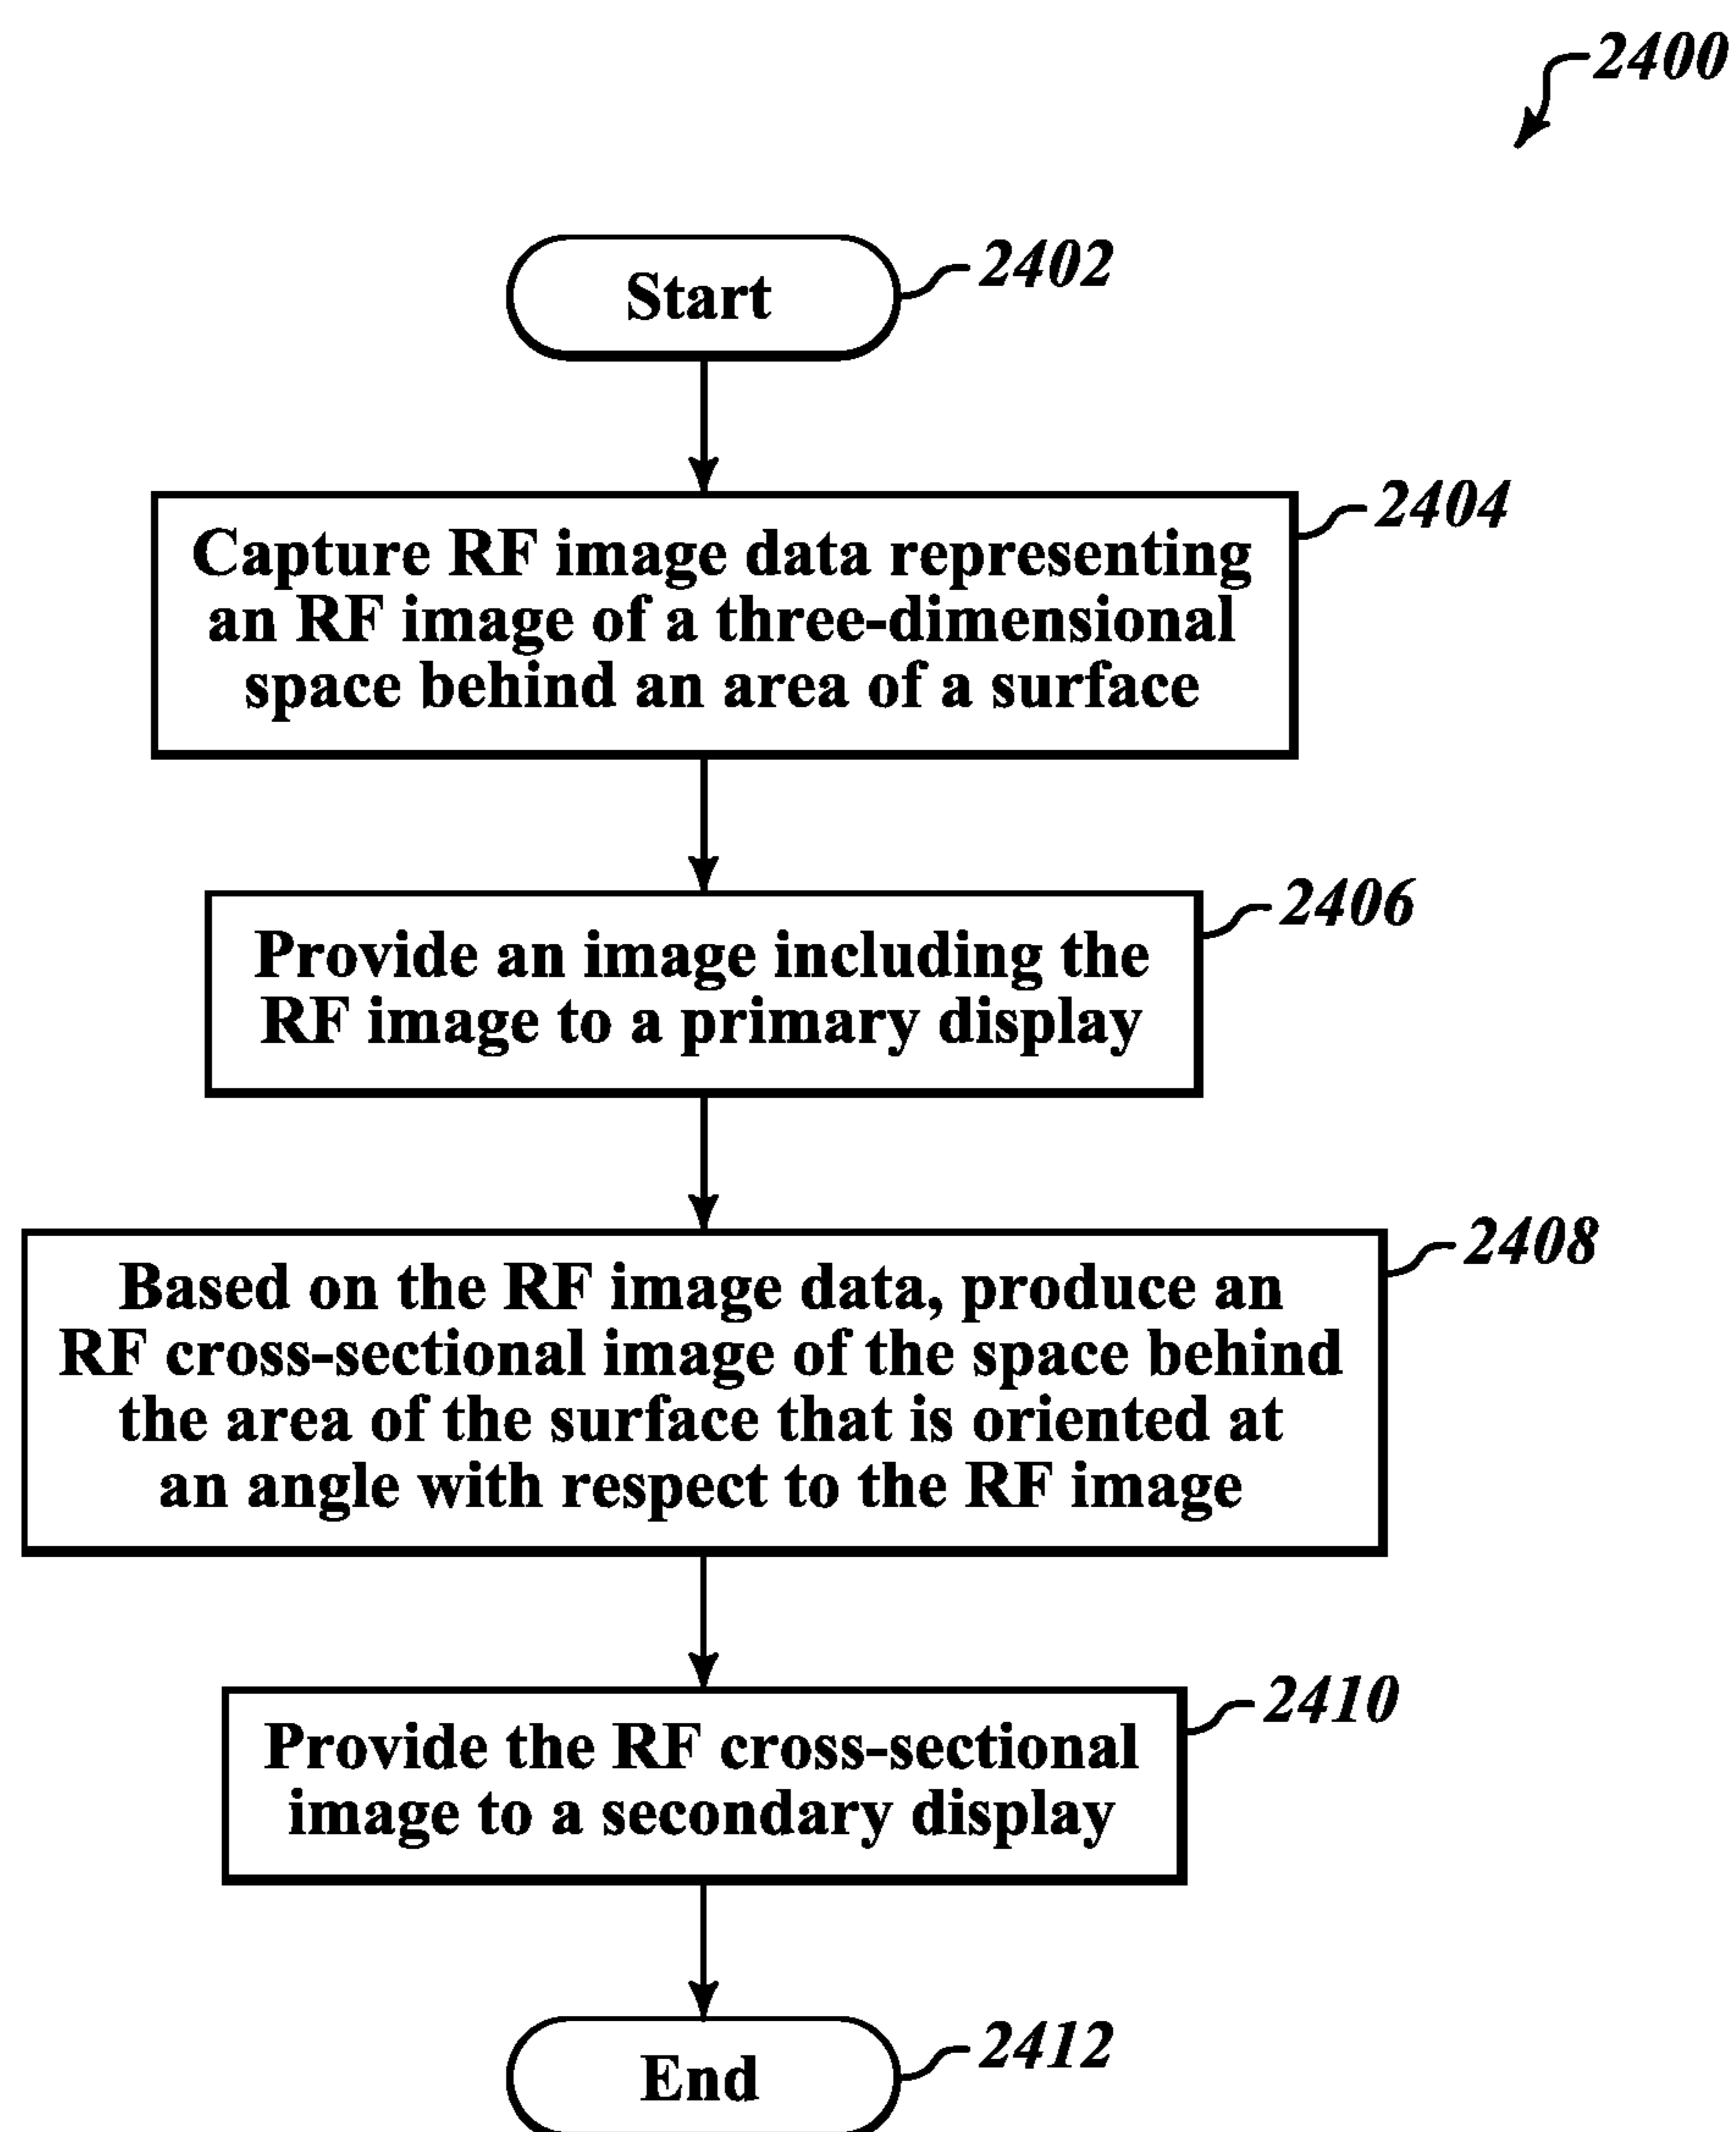 2400
Start
2402
Capture RF image data representing
an RF image of a three-dimensional
space behind an area of a surface
2404
Provide an image including the
RF image to a primary display
2406
Based on the RF image data, produce an
RF cross-sectional image of the space behind
the area of the surface that is oriented at
an angle with respect to the RF image
2408
Provide the RF cross-sectional
image to a secondary display
2410
End
2412